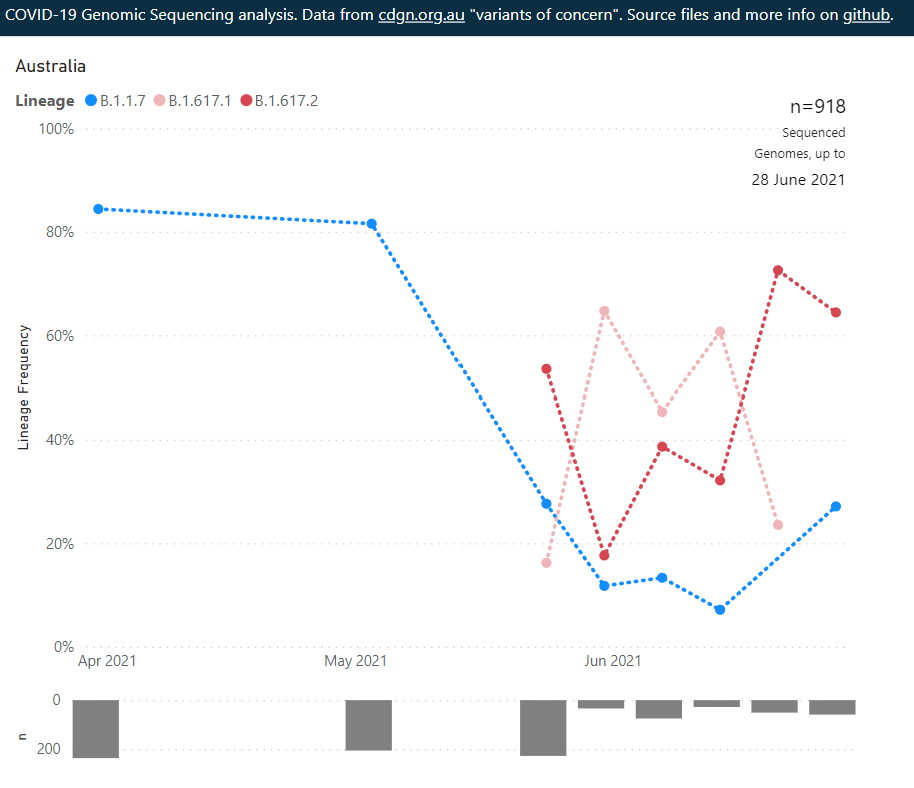 COVID-19 Genomic Sequencing analysis. Data from cdgn.org.au "variants of concern". Source files and more info on github.
Australia
Lineage B.1.1.7 B.1.617.1 B.1.617.2
n=918
Sequenced
Genomes, up to
28 June 2021
100%
80%
60%
40%
20%
0%
Lineage Frequency
Apr 2021 May 2021 Jun 2021
0
200
n